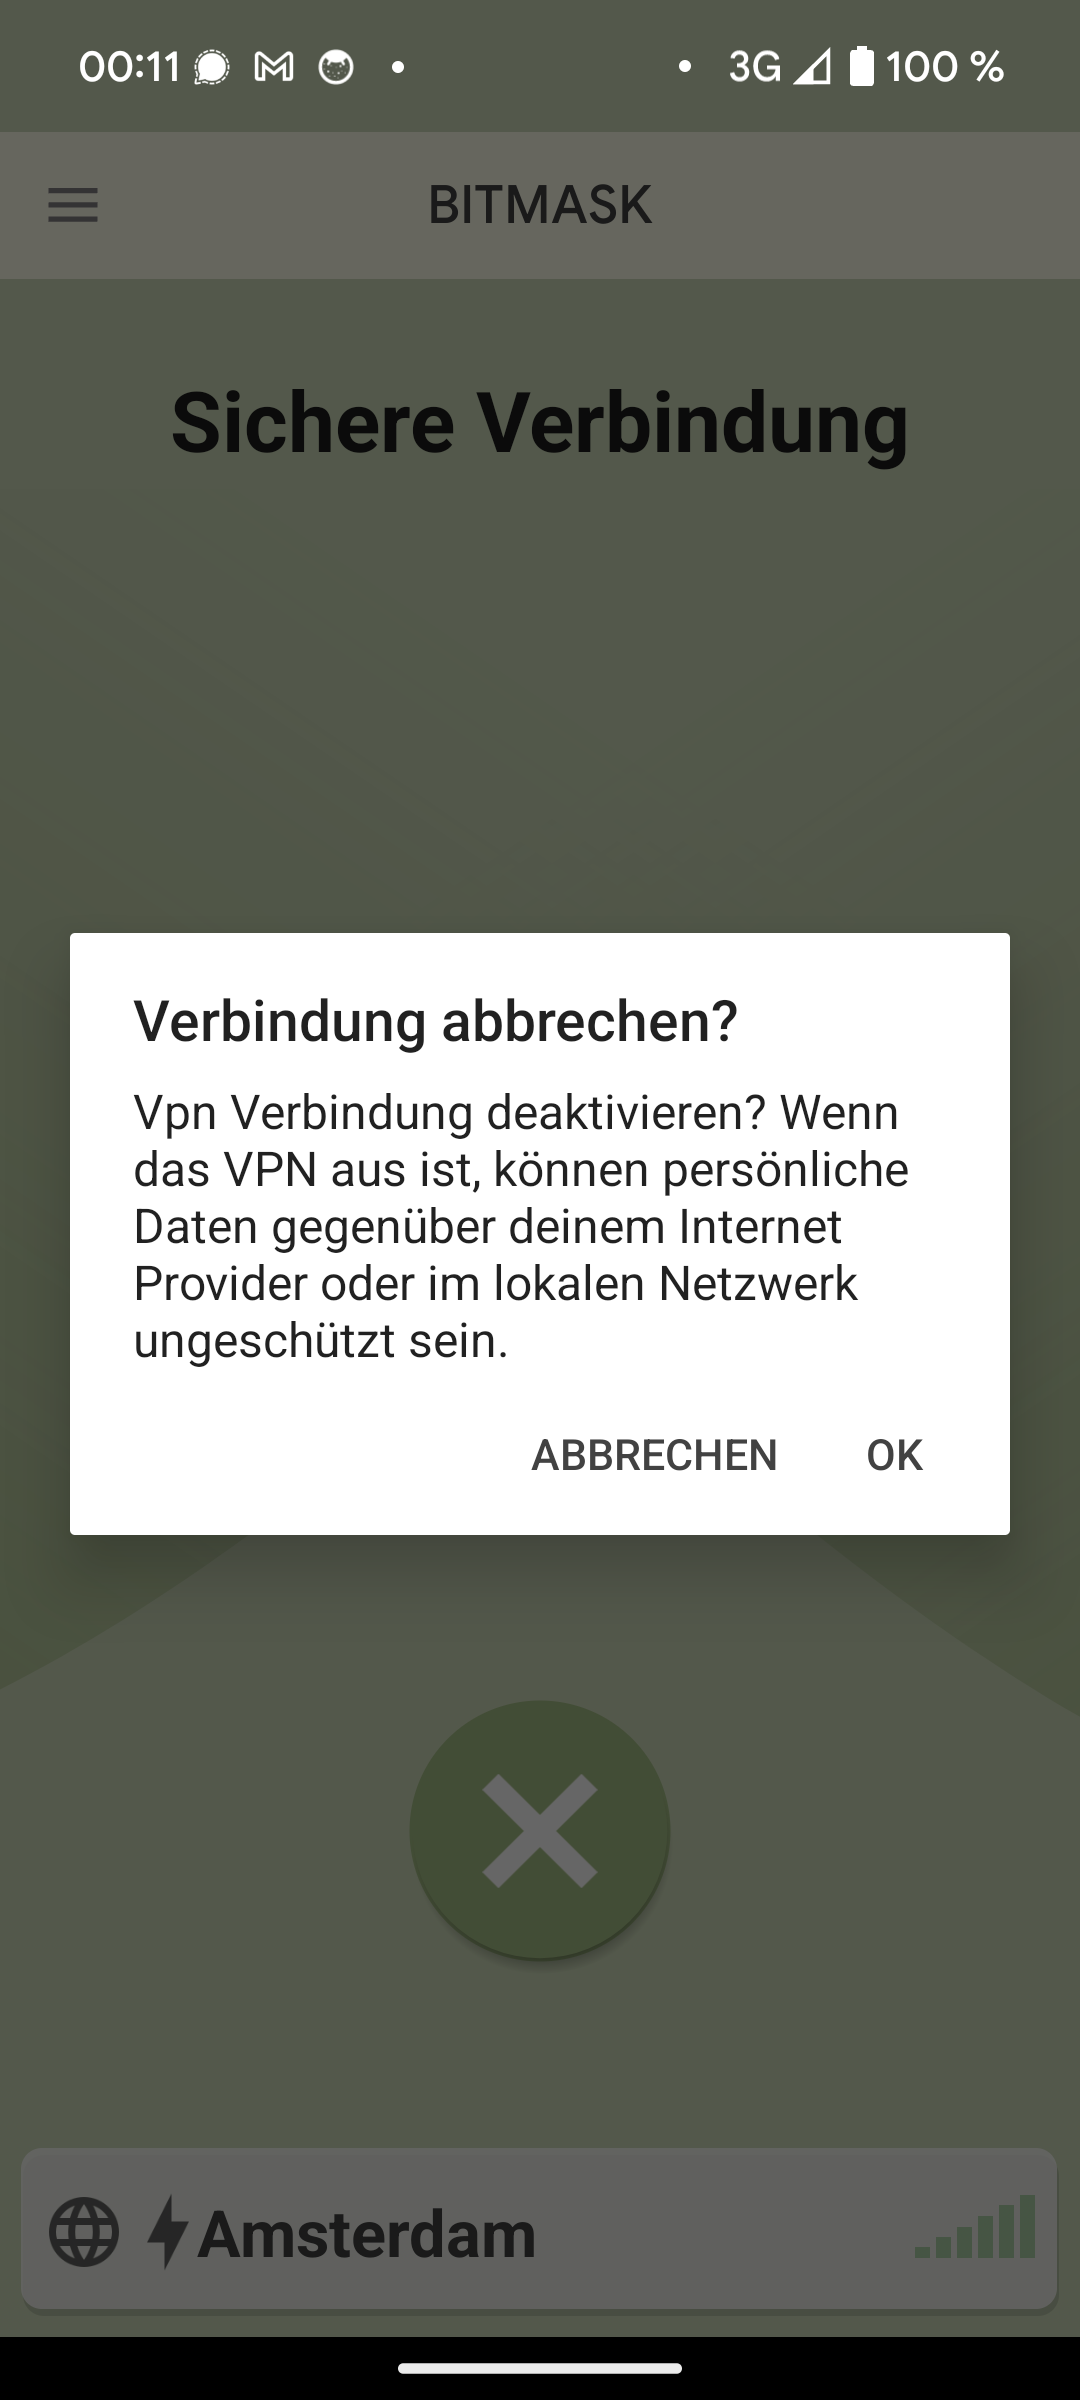 00:11 3G 100 %
BITMASK
Sichere Verbindung
Verbindung abbrechen?
Vpn Verbindung deaktivieren? Wenn
das VPN aus ist, können persönliche
Daten gegenüber deinem Internet
Provider oder im lokalen Netzwerk
ungeschützt sein.
ABBRECHEN OK
Amsterdam